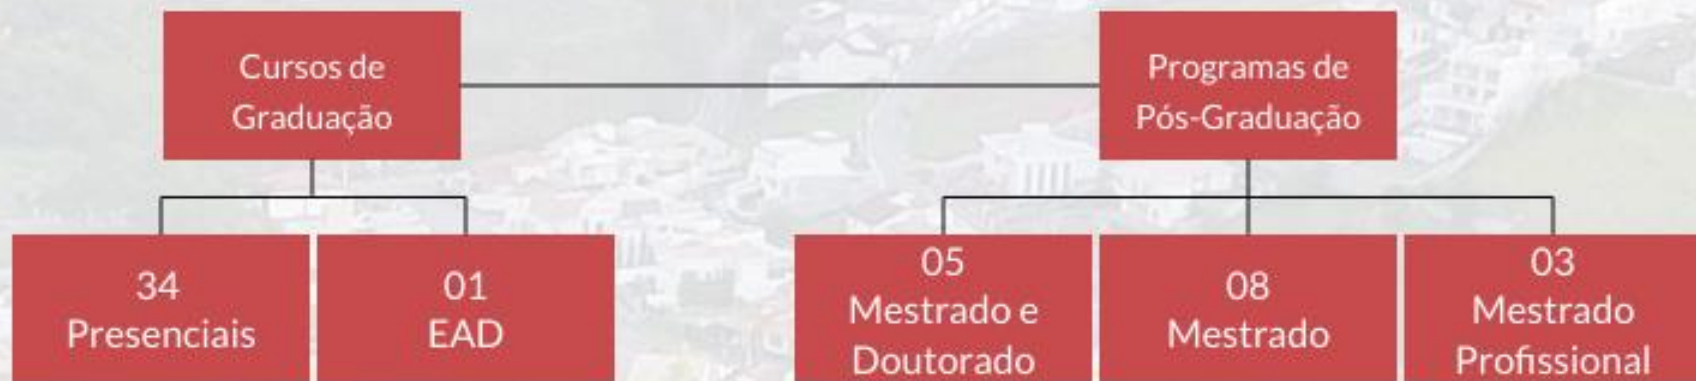 Cursos de
Graduação
Programas de
Pós-Graduação
34
Presenciais
01
EAD
05
Mestrado e
Doutorado
08
Mestrado
03
Mestrado
Profissional